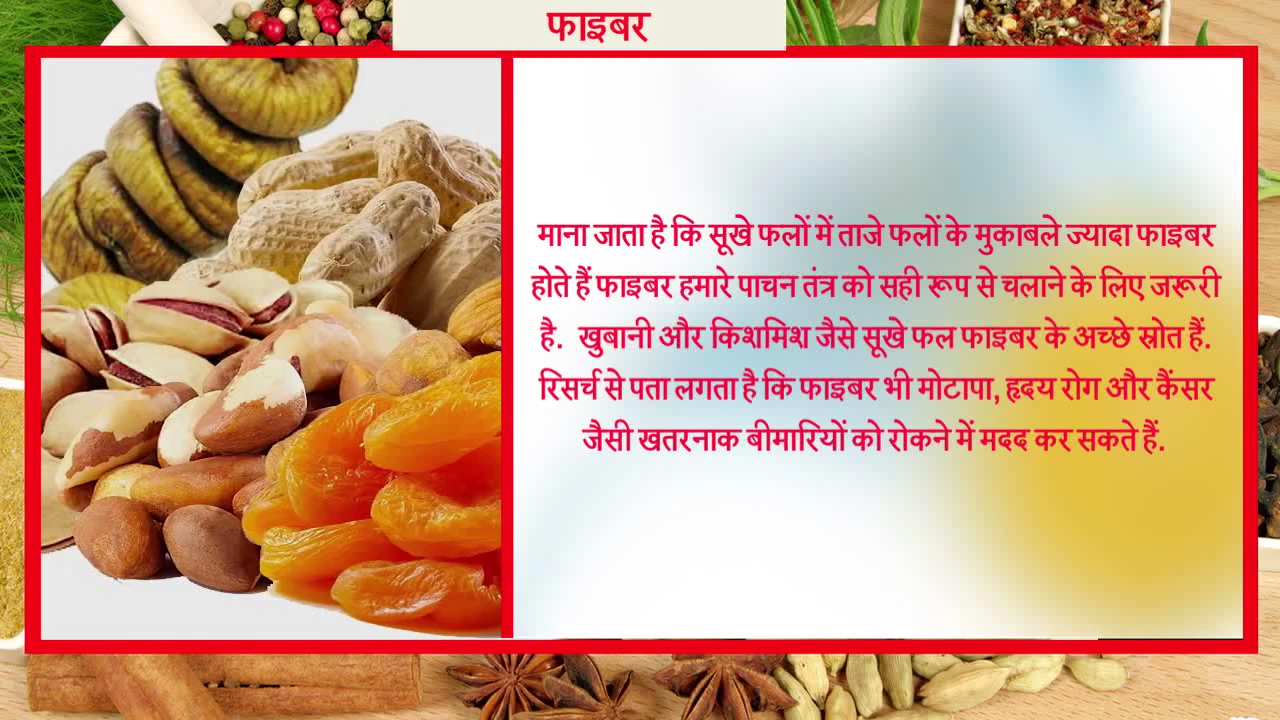 फाइबर
माना जाता है कि सूखे फलों में ताजे फलों के मुकाबले ज्यादा फाइबर
होते हैं फाइबर हमारे पाचन तंत्र को सही रूप से चलाने के लिए जरूरी
है. खुबानी और किशमिश जैसे सूखे फल फाइबर के अच्छे स्रोत हैं.
रिसर्च से पता लगता है कि फाइबर भी मोटापा, हृदय रोग और कैंसर
जैसी खतरनाक बीमारियों को रोकने में मदद कर सकते हैं.